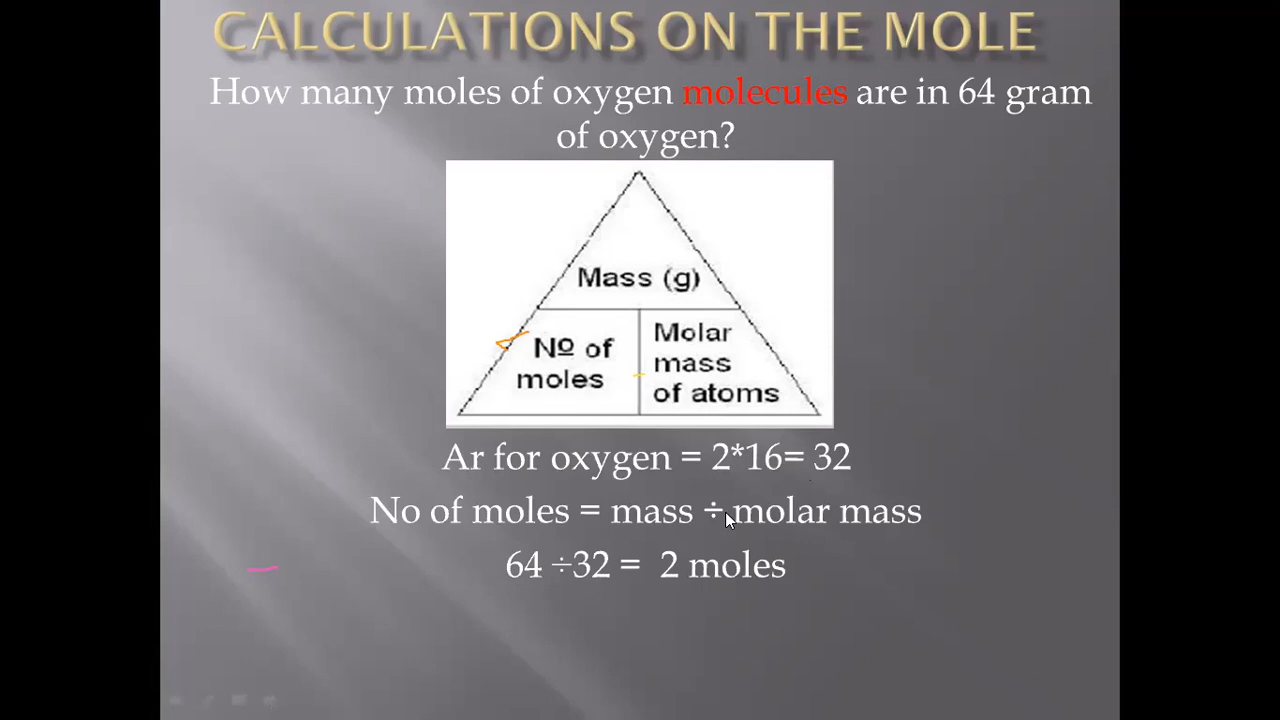 CALCULATIONS ON THE MOLE
How many moles of oxygen molecules are in 64 gram
of oxygen?
Mass (g)
Nº of
moles
Molar
mass
of atoms
Ar for oxygen = 2*16= 32
No of moles = mass ÷ molar mass
64 ÷32 =  2 moles